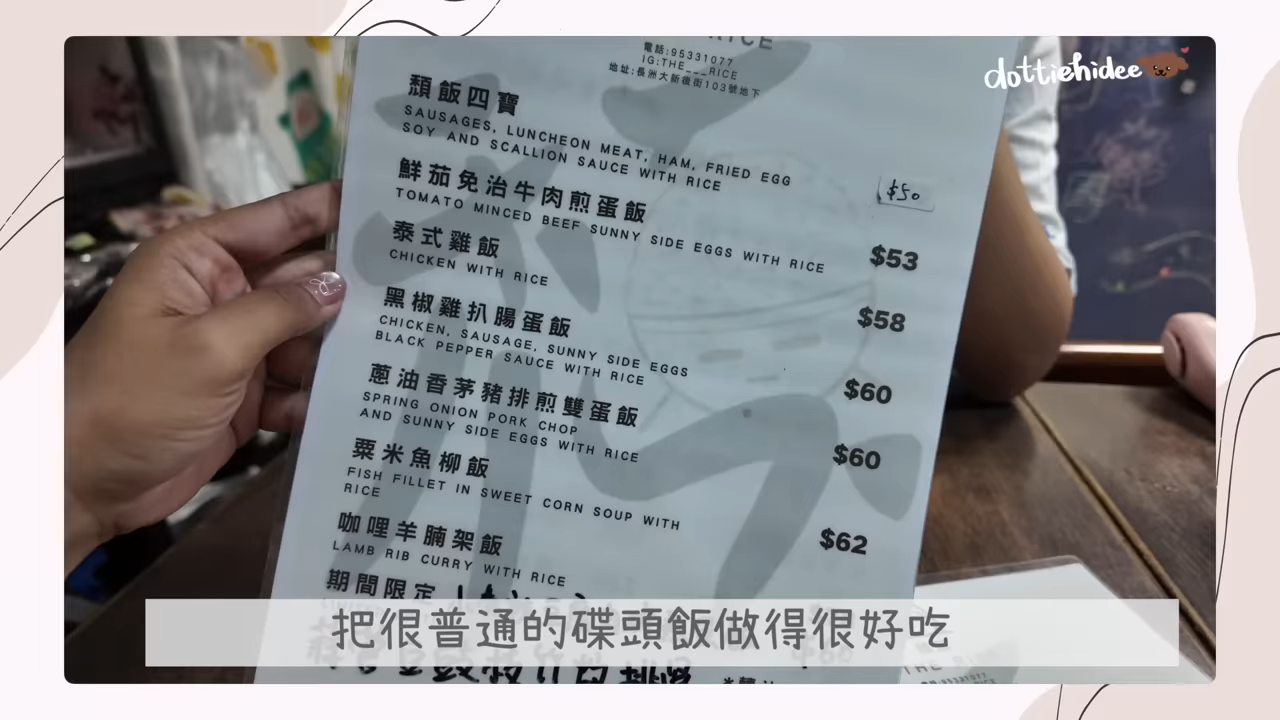 dottiehidee
RICE
電話:95331077
IG:THE___RICE
地址:長洲大新後街103號地下
頹飯四寶
SAUSAGES, LUNCHEON MEAT, HAM, FRIED EGG
SOY AND SCALLION SAUCE WITH RICE
$50
鮮茄免治牛肉煎蛋飯
TOMATO MINCED BEEF SUNNY SIDE EGGS WITH RICE
$53
泰式雞飯
CHICKEN WITH RICE
$58
黑椒雞扒腸蛋飯
CHICKEN, SAUSAGE, SUNNY SIDE EGGS
BLACK PEPPER SAUCE WITH RICE
$60
蔥油香茅豬排煎雙蛋飯
SPRING ONION PORK CHOP
AND SUNNY SIDE EGGS WITH RICE
$60
粟米魚柳飯
FISH FILLET IN SWEET CORN SOUP WITH
RICE
$62
咖哩羊腩架飯
LAMB RIB CURRY WITH RICE
期間限定
把很普通的碟頭飯做得很好吃